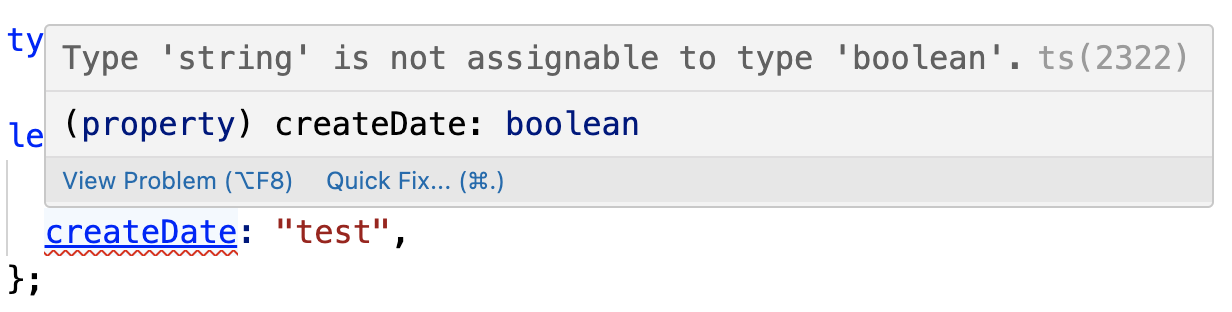 ty
Type 'string' is not assignable to type 'boolean'. ts(2322)
(property) createDate: boolean
le
View Problem (⌥F8) Quick Fix... (⌘.)
createDate: "test",
};